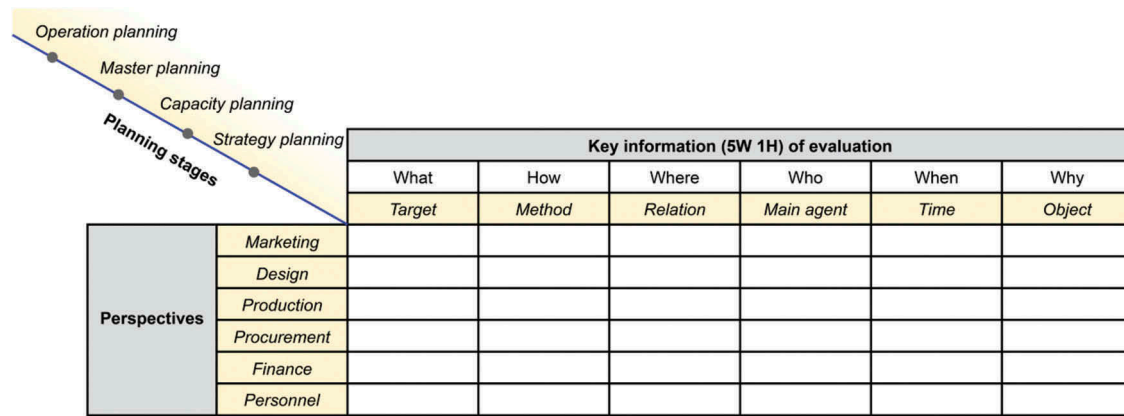 Operation planning
Master planning
Capacity planning
Strategy planning
Planning stages
Key information (5W 1H) of evaluation
What How Where Who When Why
Target Method Relation Main agent Time Object
Perspectives
Marketing
Design
Production
Procurement
Finance
Personnel